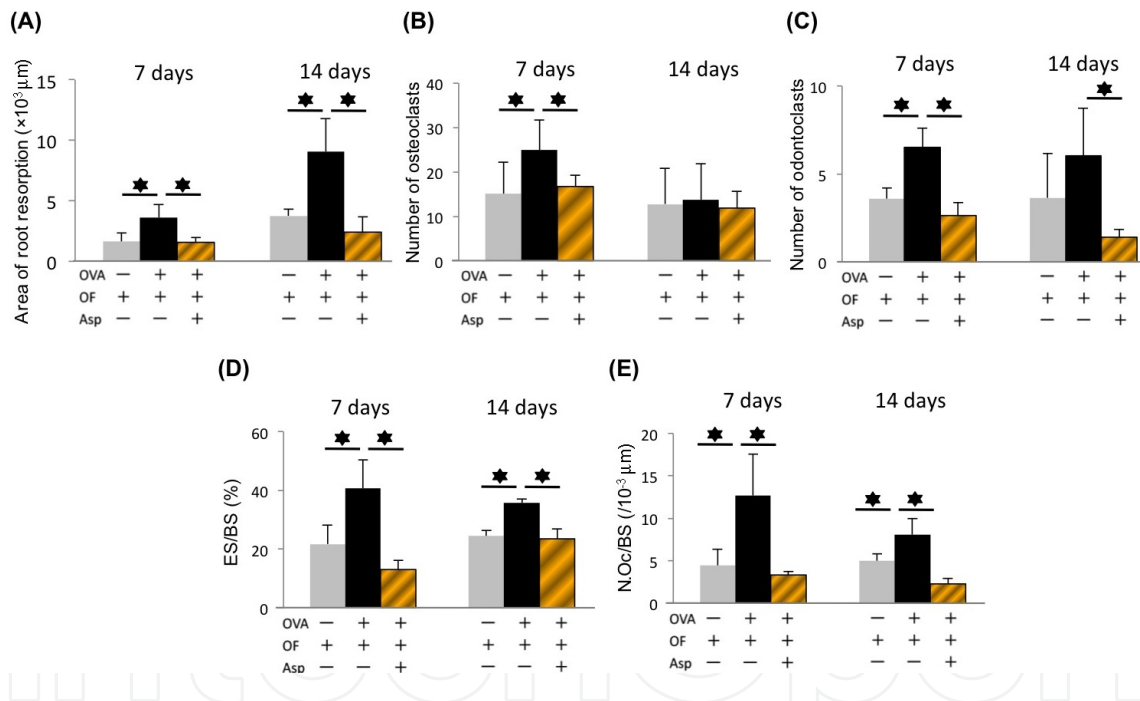 (A)
7 days
14 days
Area of root resorption (×10³ μm)
15
10
5
0
OVA − + + − + +
OF + + + + + +
Asp − − + − − +
(B)
7 days
14 days
Number of osteoclasts
40
30
20
10
0
OVA − + + − + +
OF + + + + + +
Asp − − + − − +
(C)
7 days
14 days
Number of odontoclasts
10
5
0
OVA − + + − + +
OF + + + + + +
Asp − − + − − +
(D)
7 days
14 days
ES/BS (%)
60
40
20
0
OVA − + + − + +
OF + + + + + +
Asp − − + − − +
(E)
7 days
14 days
N.Oc/BS (/10⁻³ μm)
20
15
10
5
0
OVA − + + − + +
OF + + + + + +
Asp − − + − − +